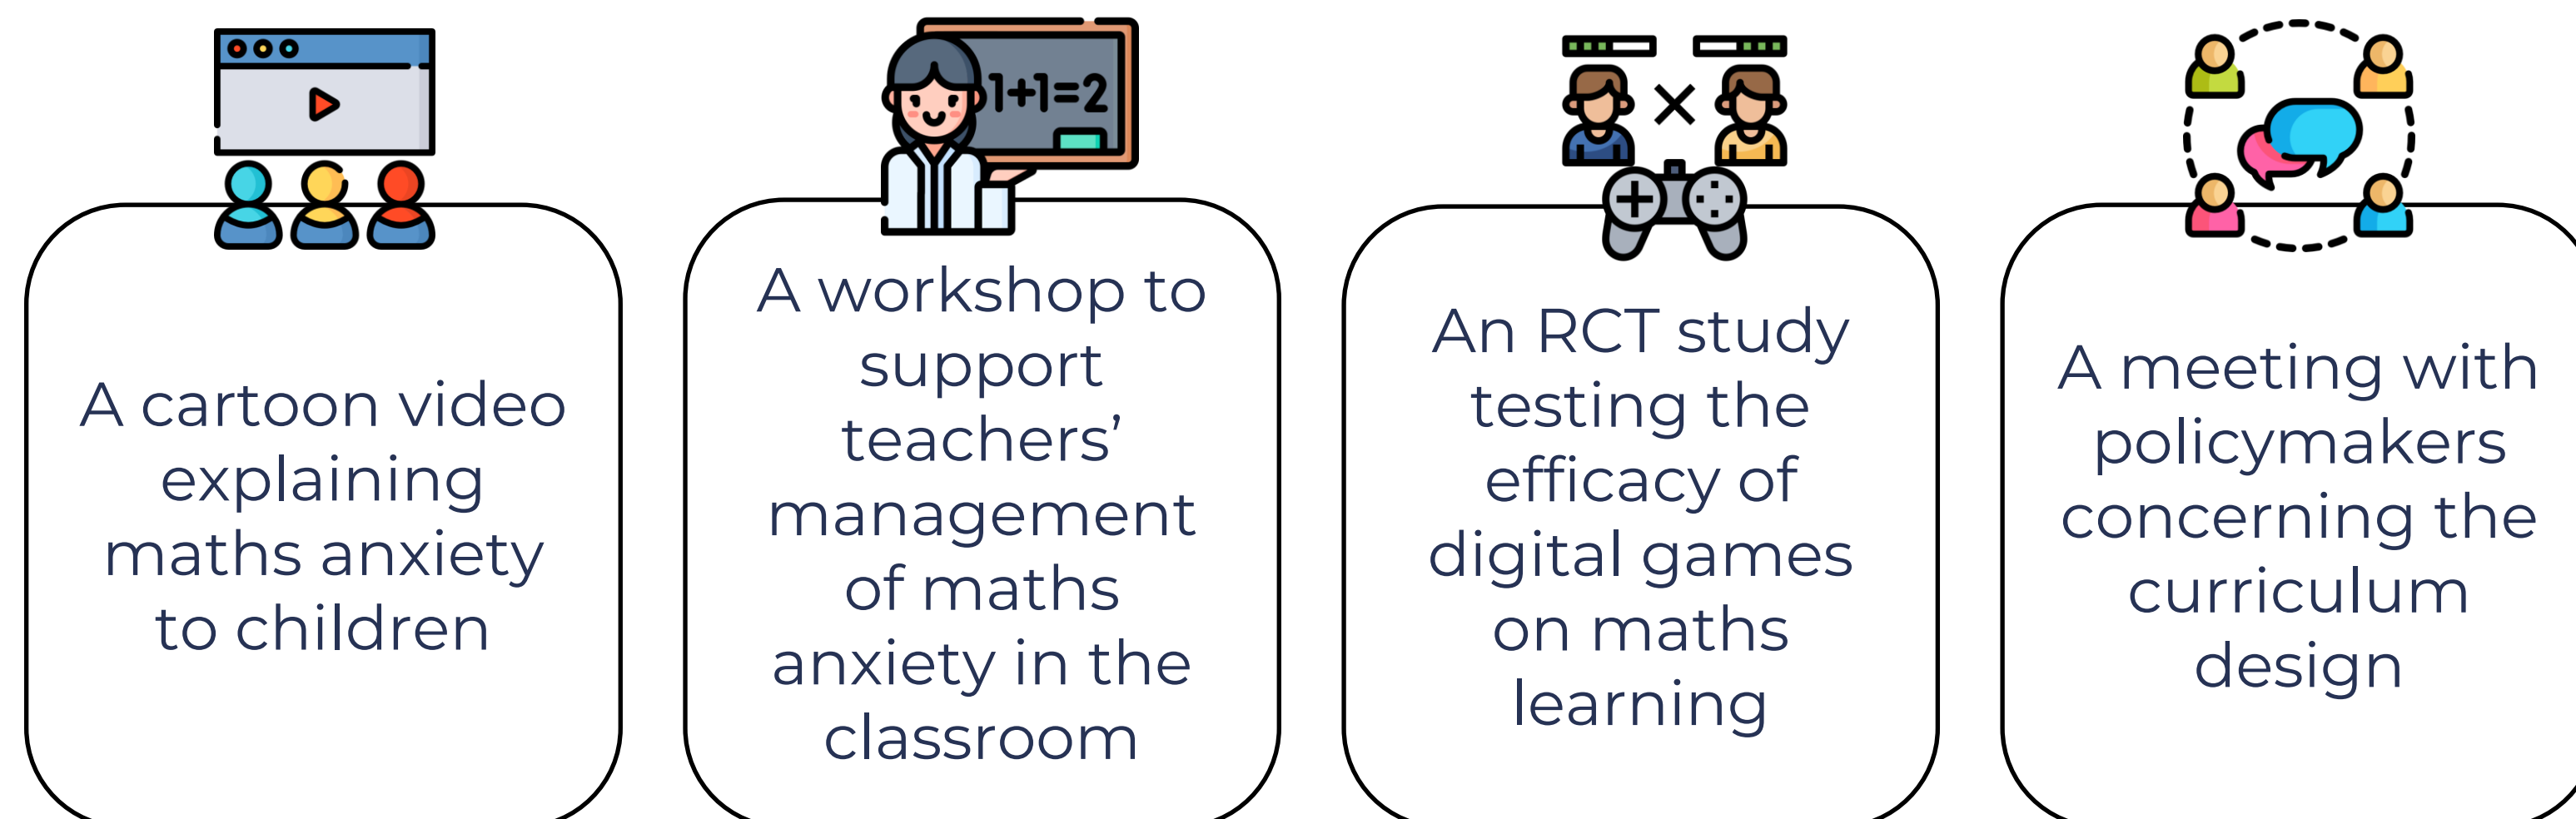 1+1=2
A cartoon video
explaining
maths anxiety
to children
A workshop to
support
teachers’
management
of maths
anxiety in the
classroom
An RCT study
testing the
efficacy of
digital games
on maths
learning
A meeting with
policymakers
concerning the
curriculum
design